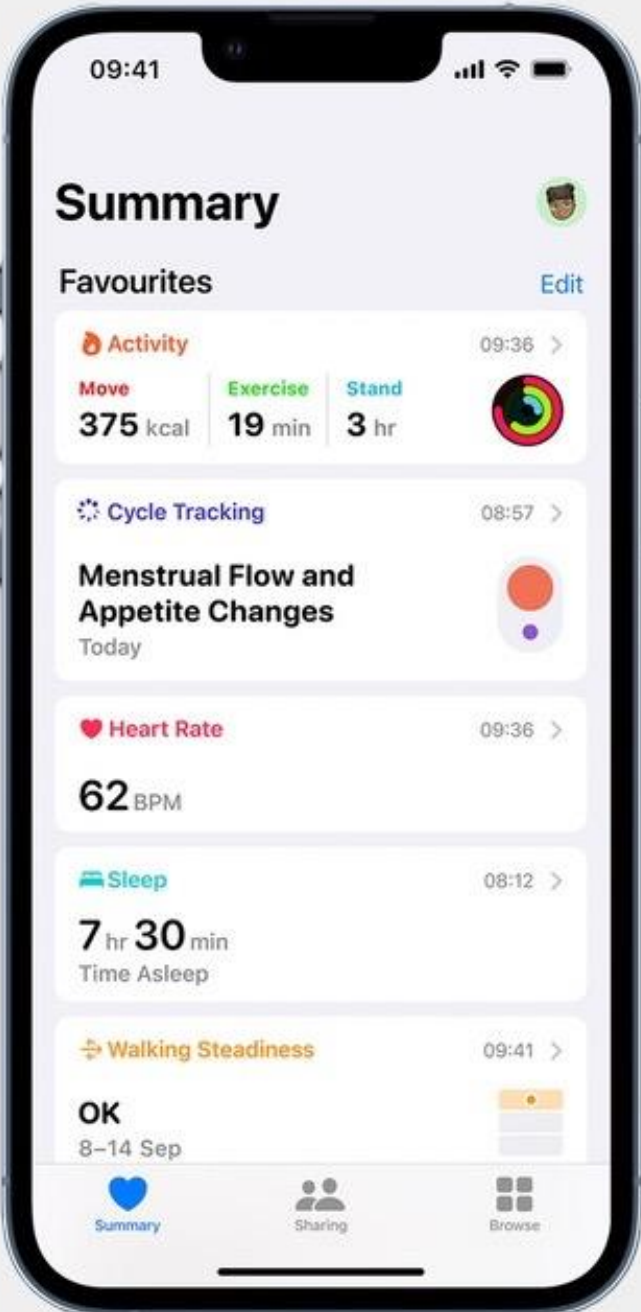 09:41
Summary
Favourites
Edit
Activity
09:36
Move
Exercise
Stand
375 kcal
19 min
3 hr
Cycle Tracking
08:57
Menstrual Flow and
Appetite Changes
Today
Heart Rate
09:36
62 BPM
Sleep
08:12
7 hr 30 min
Time Asleep
Walking Steadiness
09:41
OK
8–14 Sep
Summary
Sharing
Browse